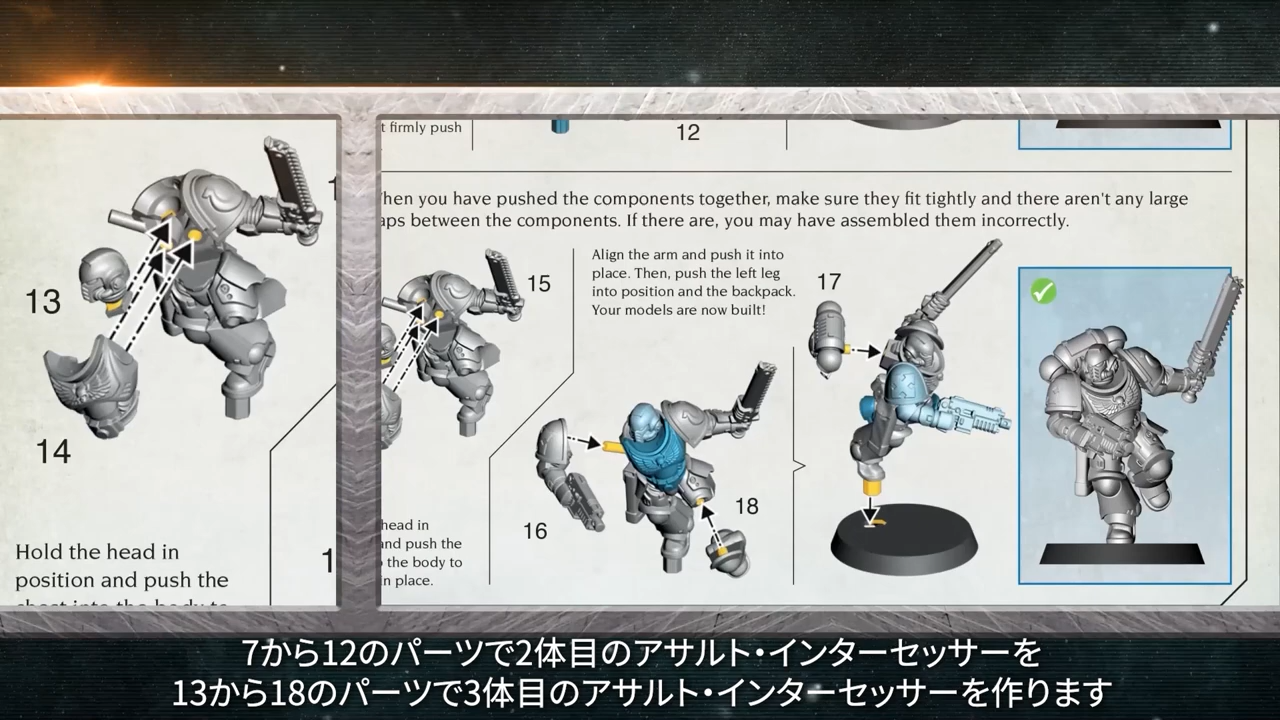 13
14
Hold the head in
position and push the
chest into the body to
t firmly push
12
hen you have pushed the components together, make sure they fit tightly and there aren't any large
aps between the components. If there are, you may have assembled them incorrectly.
15
Align the arm and push it into
place. Then, push the left leg
into position and the backpack.
Your models are now built!
17
16
18
head in
and push the
the body to
in place.
7から12のパーツで2体目のアサルト・インターセッサーを
13から18のパーツで3体目のアサルト・インターセッサーを作ります